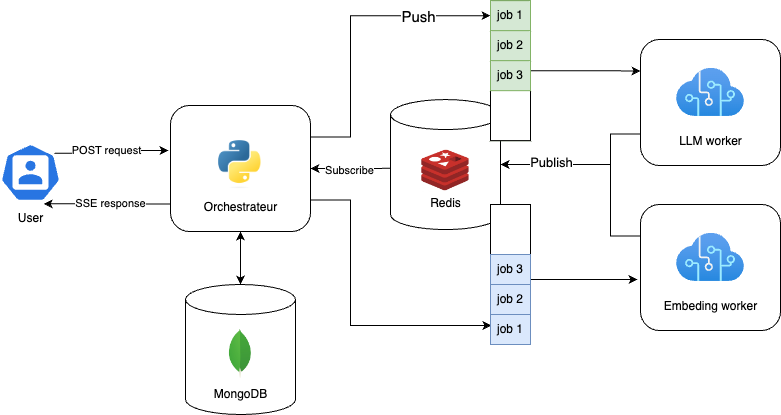 Push
job 1
job 2
job 3
LLM worker
POST request
SSE response
User
Orchestrateur
Subscribe
Redis
Publish
job 3
job 2
job 1
Embeding worker
MongoDB